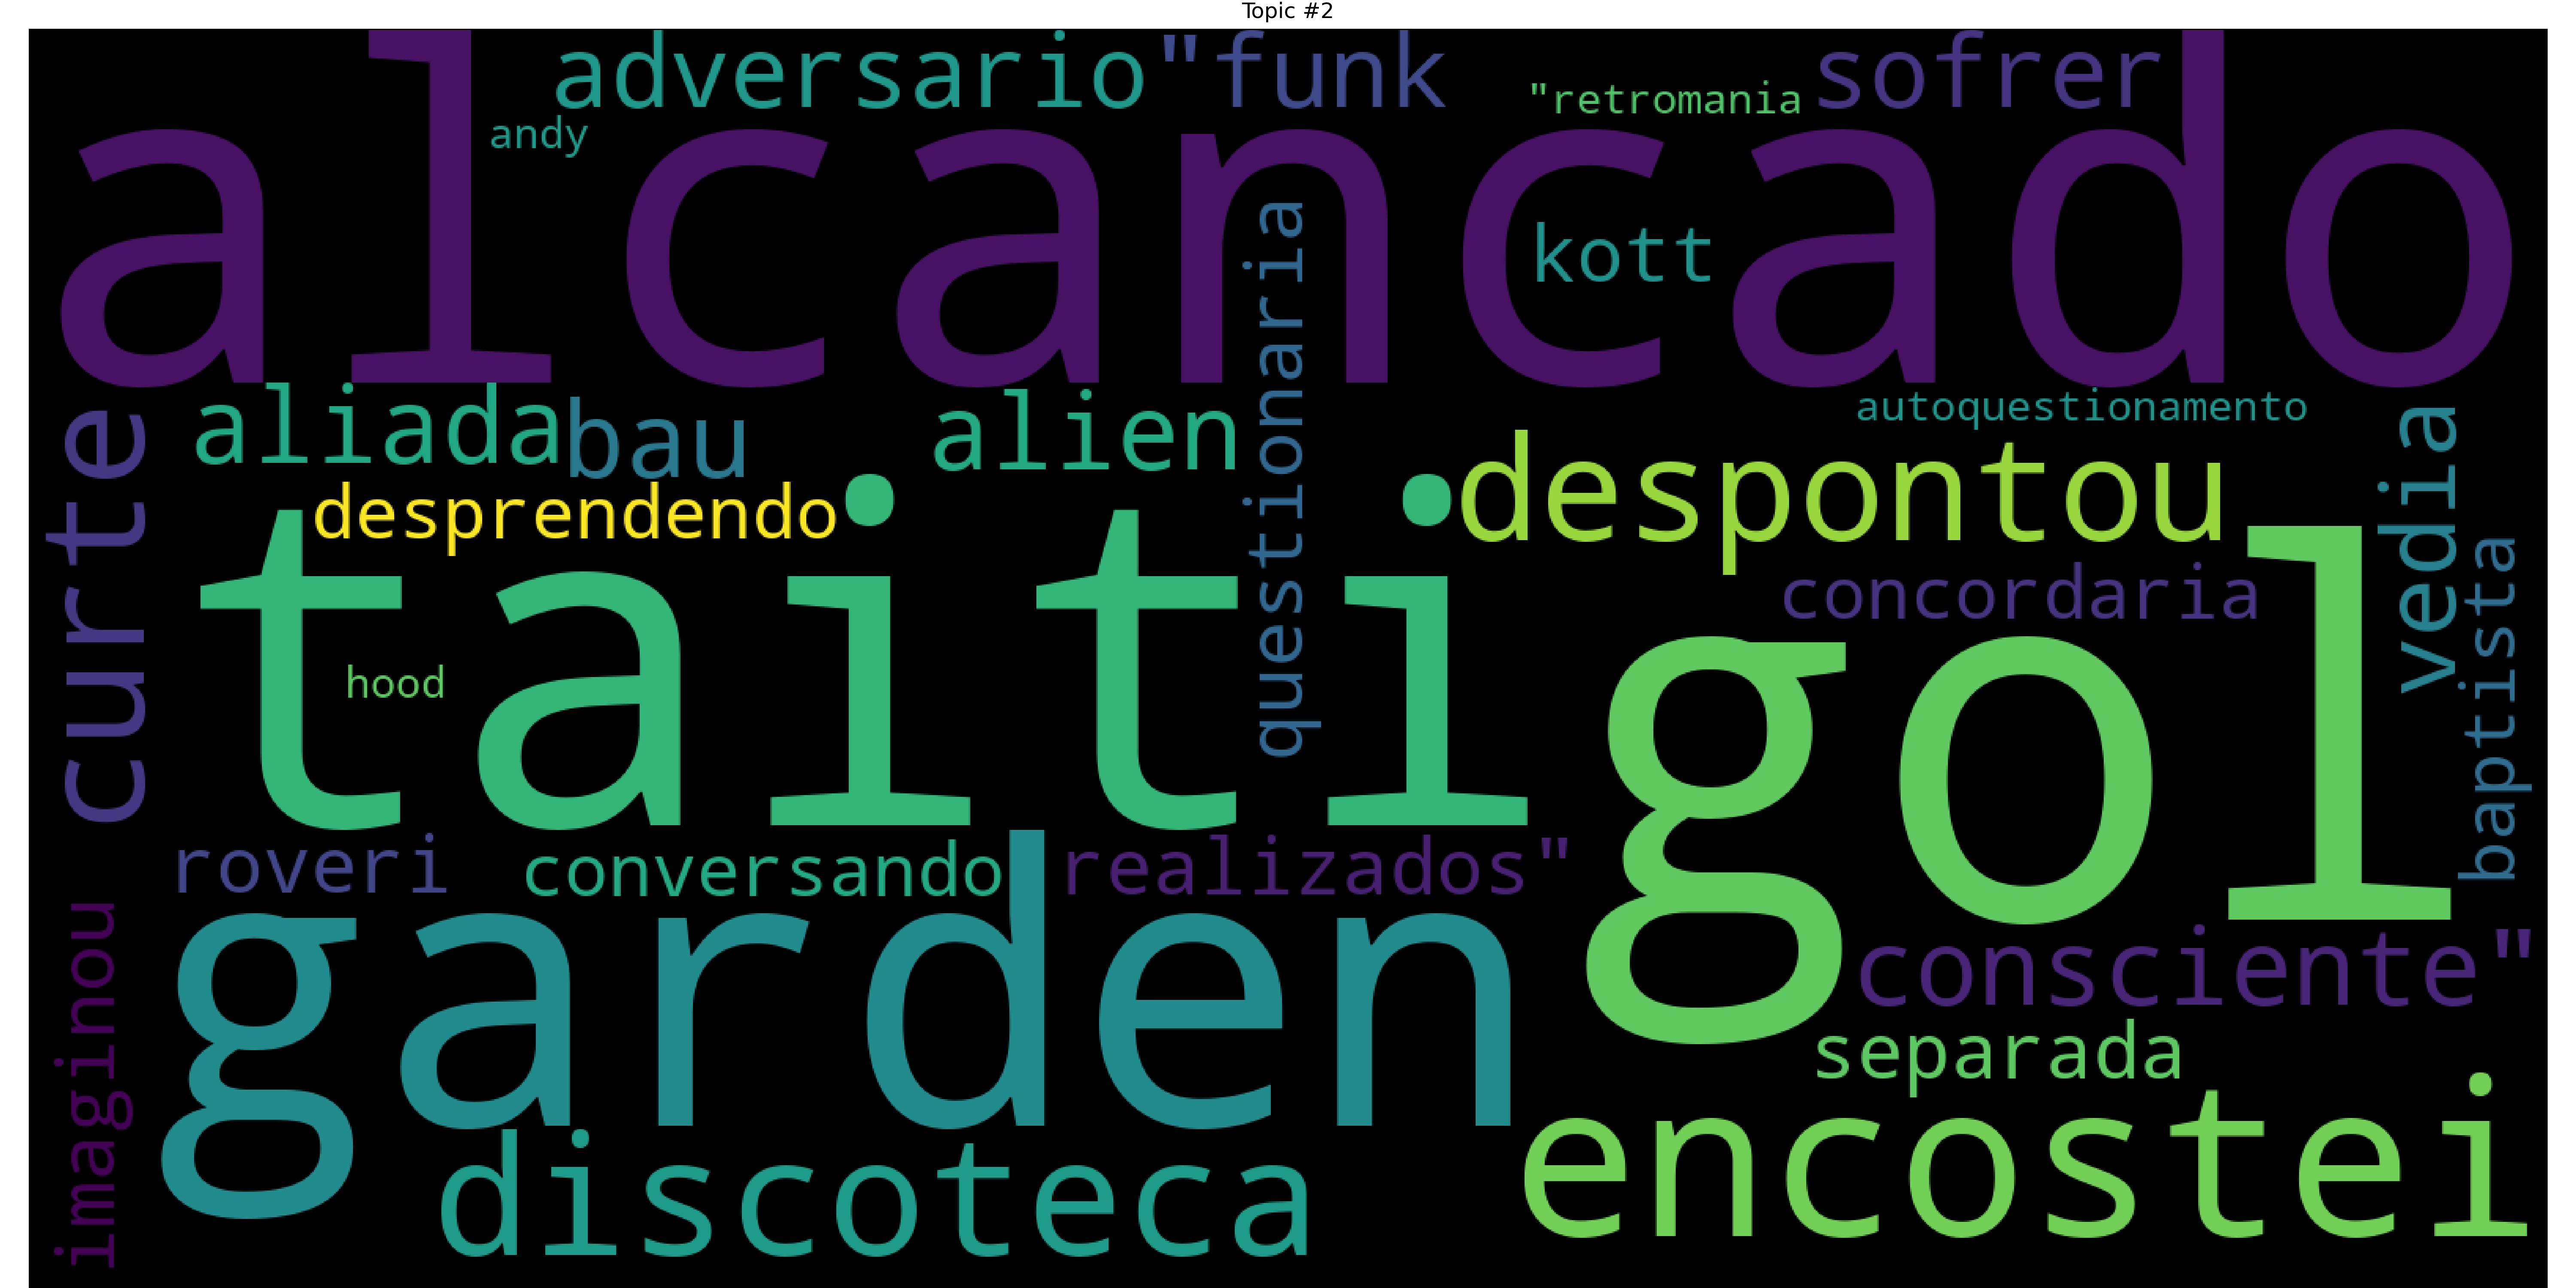 Topic #2
adversario
"funk
"retromania
sofrer
andy
alcancado
kott
questionaria
curte
aliada
bau
alien
autoquestionamento
vedia
desprendendo
despontou
taiti
gol
concordaria
baptista
hood
roveri
conversando
realizados"
imaginou
garden
consciente"
separada
discoteca
encostei